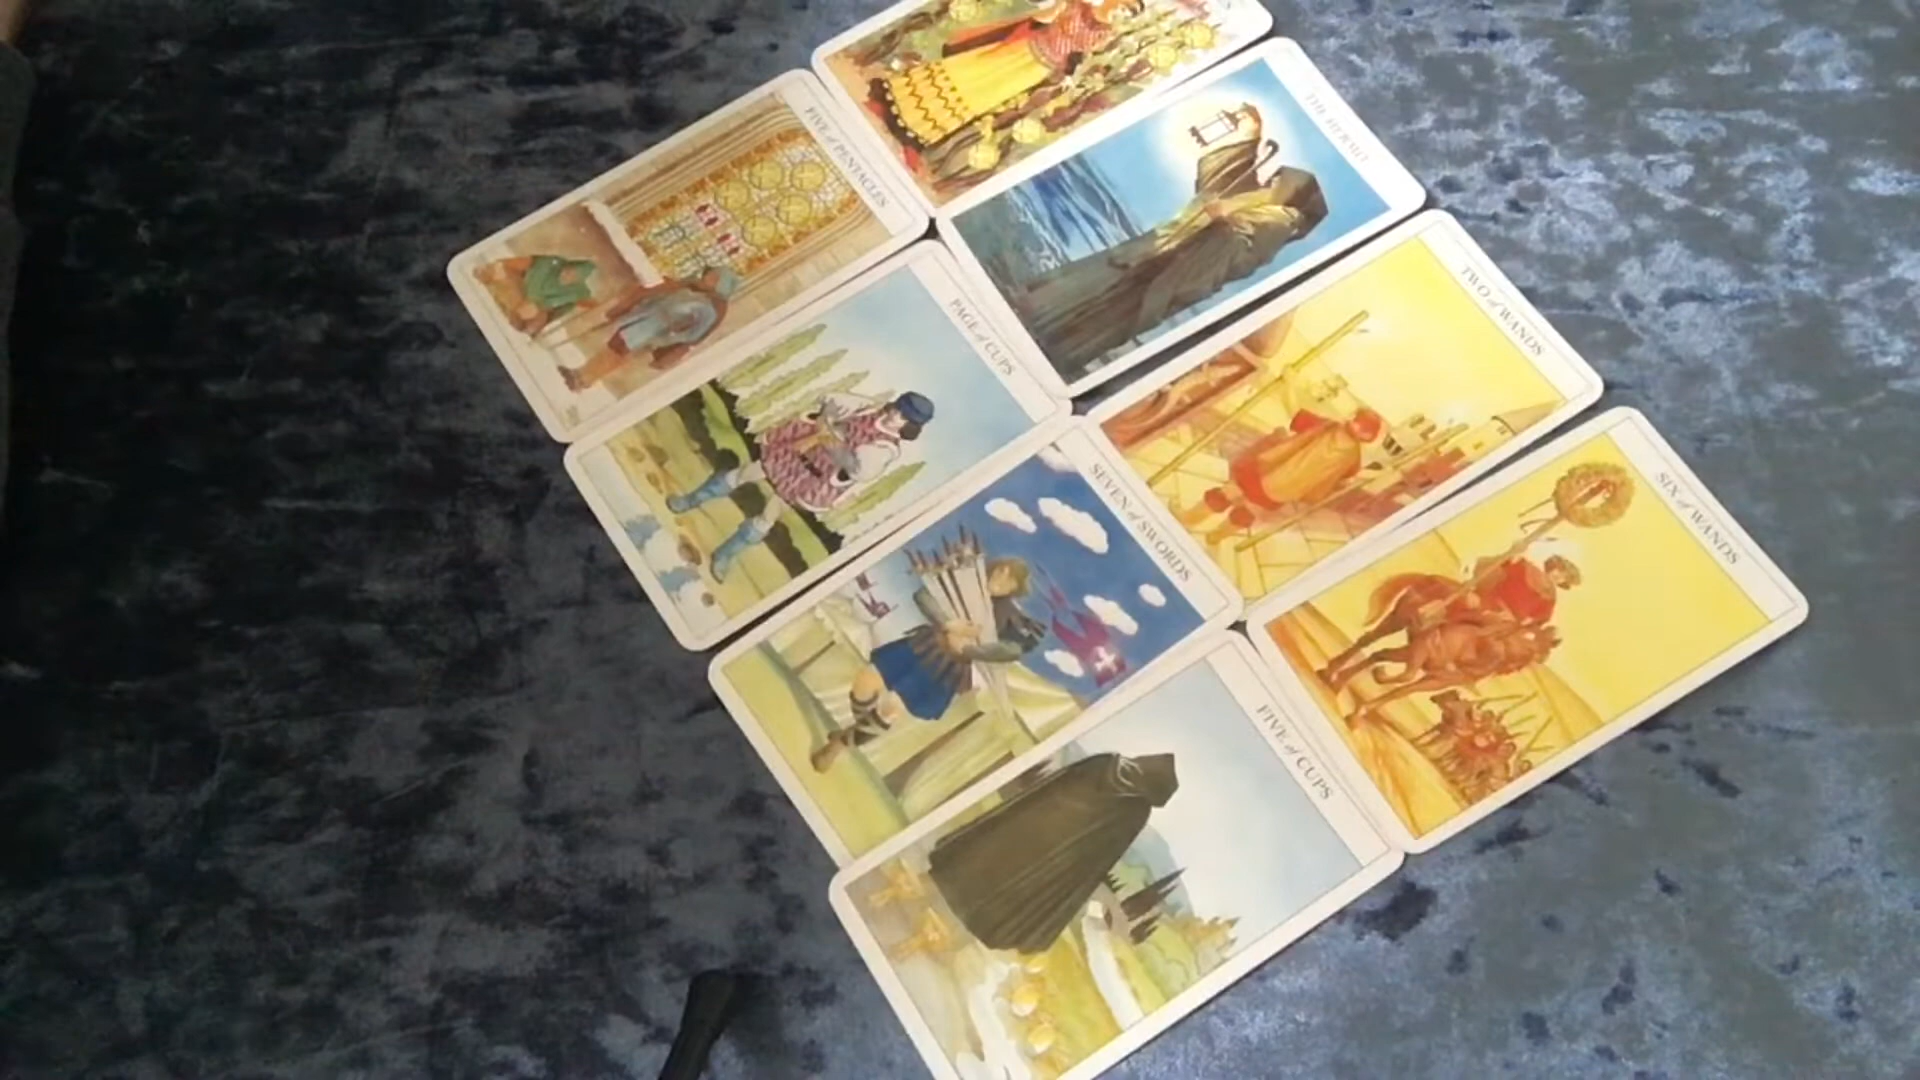 FIVE of PENTACLES
THE HERMIT
PAGE of CUPS
TWO of WANDS
SEVEN of SWORDS
SIX of WANDS
FIVE of CUPS